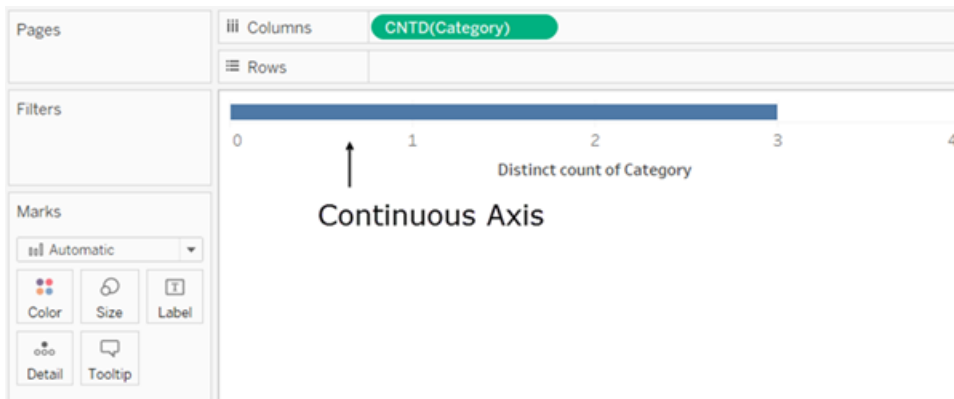 Pages
Columns
CNTD(Category)
Rows
Filters
0
1
2
3
4
Distinct count of Category
Continuous Axis
Marks
Automatic
Color
Size
T
Label
Detail
Tooltip